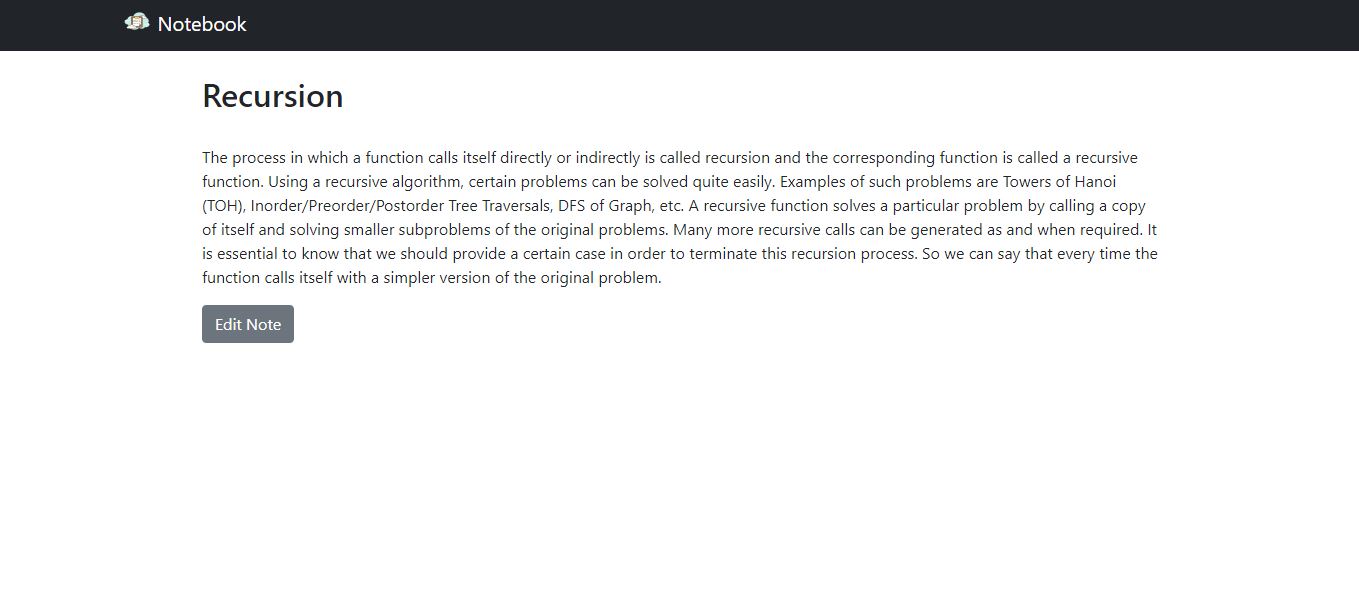 Notebook
Recursion
The process in which a function calls itself directly or indirectly is called recursion and the corresponding function is called a recursive
function. Using a recursive algorithm, certain problems can be solved quite easily. Examples of such problems are Towers of Hanoi
(TOH), Inorder/Preorder/Postorder Tree Traversals, DFS of Graph, etc. A recursive function solves a particular problem by calling a copy
of itself and solving smaller subproblems of the original problems. Many more recursive calls can be generated as and when required. It
is essential to know that we should provide a certain case in order to terminate this recursion process. So we can say that every time the
function calls itself with a simpler version of the original problem.
Edit Note